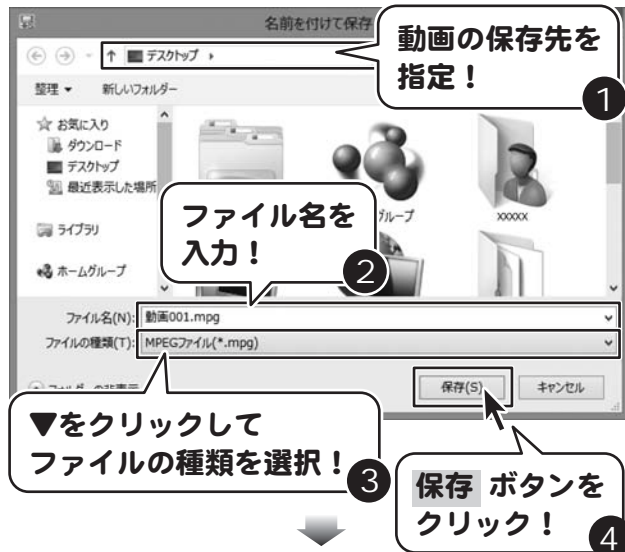 名前を付けて保存
動画の保存先を
指定！
1
↑ デスクトップ
整理 ▼ 新しいフォルダー
お気に入り
ダウンロード
デスクトップ
最近表示した場所
ライブラリ
ホームグループ
xxxxx
ファイル名を
入力！
2
ファイル名(N): 動画001.mpg
ファイルの種類(T): MPEGファイル(*.mpg)
保存(S) キャンセル
▼をクリックして
ファイルの種類を選択！
3
保存 ボタンを
クリック！
4